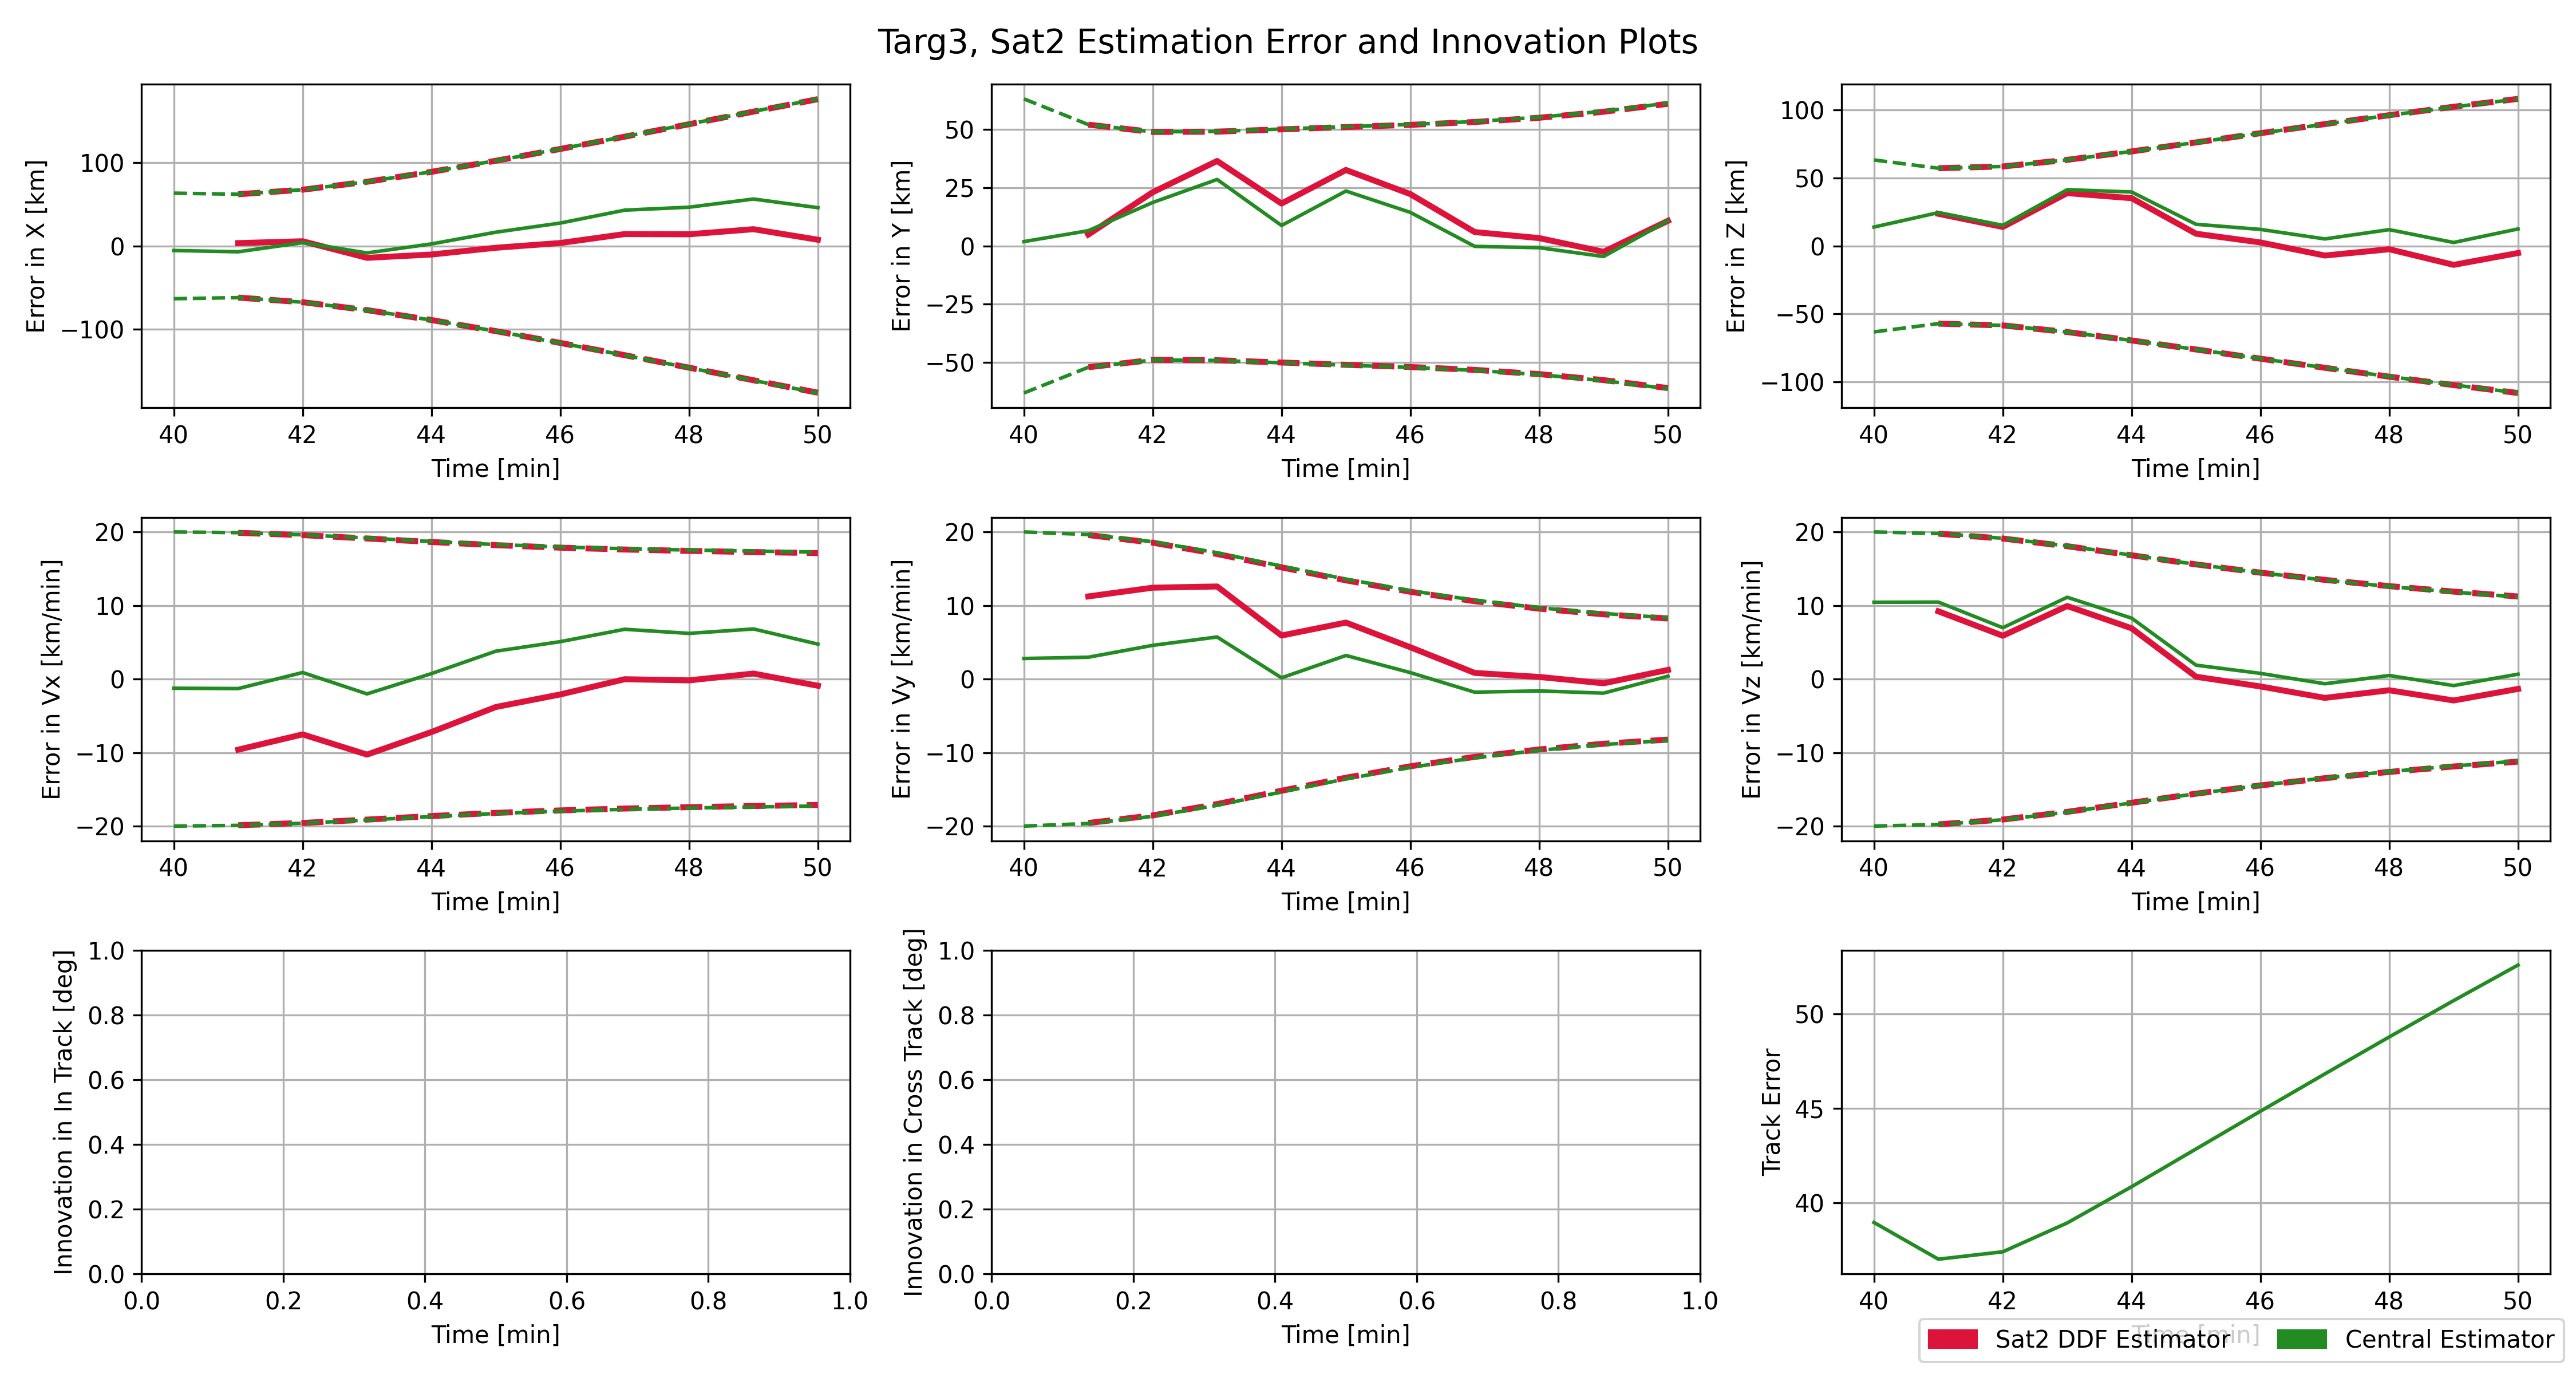 Targ3, Sat2 Estimation Error and Innovation Plots
Error in X [km]
100
0
−100
40 42 44 46 48 50
Time [min]
Error in Y [km]
50
25
0
−25
−50
40 42 44 46 48 50
Time [min]
Error in Z [km]
100
50
0
−50
−100
40 42 44 46 48 50
Time [min]
Error in Vx [km/min]
20
10
0
−10
−20
40 42 44 46 48 50
Time [min]
Error in Vy [km/min]
20
10
0
−10
−20
40 42 44 46 48 50
Time [min]
Error in Vz [km/min]
20
10
0
−10
−20
40 42 44 46 48 50
Time [min]
Innovation in In Track [deg]
1.0
0.8
0.6
0.4
0.2
0.0
0.0 0.2 0.4 0.6 0.8 1.0
Time [min]
Innovation in Cross Track [deg]
1.0
0.8
0.6
0.4
0.2
0.0
0.0 0.2 0.4 0.6 0.8 1.0
Time [min]
Track Error
50
45
40
40 42 44 46 48 50
Time [min]
Sat2 DDF Estimator
Central Estimator